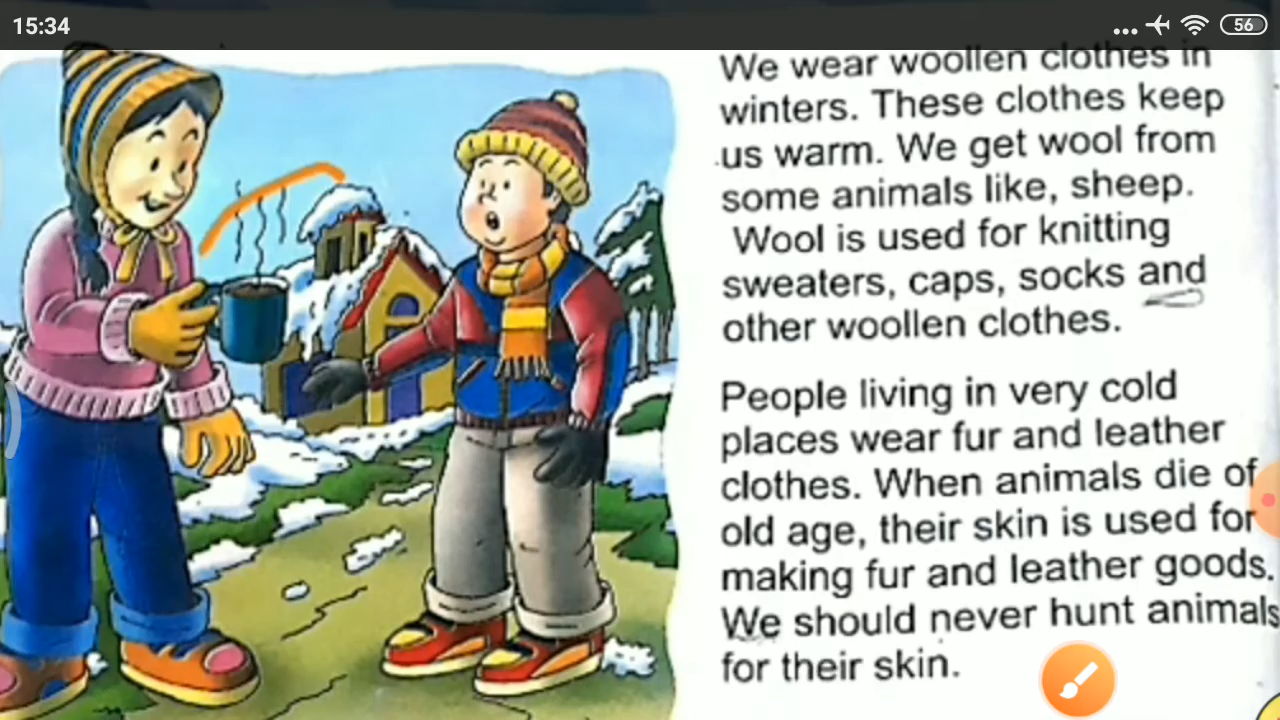 15:34
56
We wear woollen clothes in
winters. These clothes keep
us warm. We get wool from
some animals like, sheep.
Wool is used for knitting
sweaters, caps, socks and
other woollen clothes.
People living in very cold
places wear fur and leather
clothes. When animals die of
old age, their skin is used for
making fur and leather goods.
We should never hunt animals
for their skin.